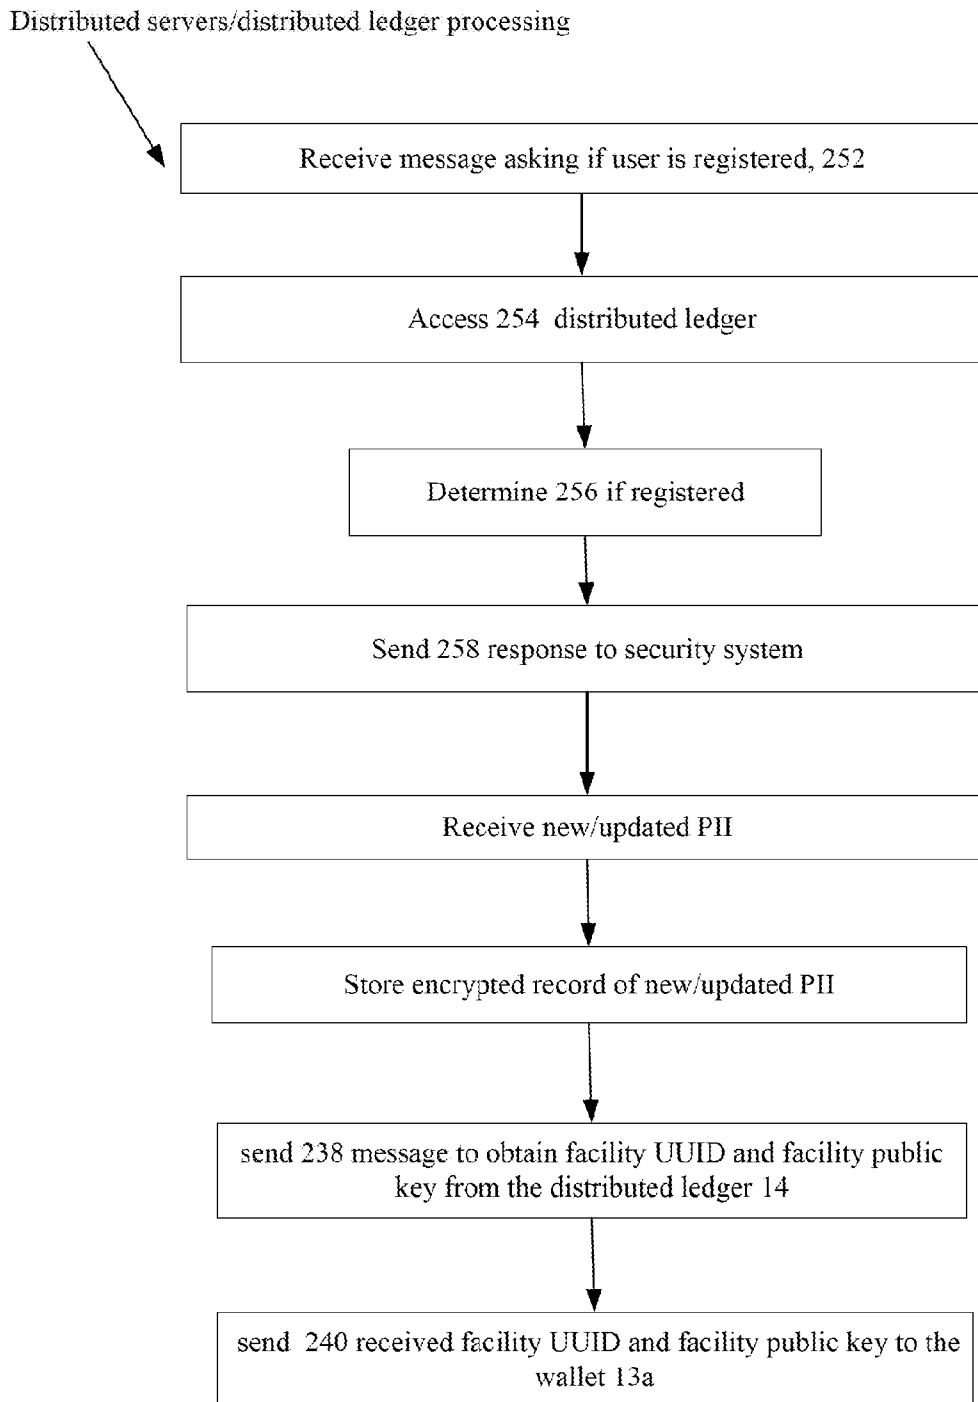 Distributed servers/distributed ledger processing
Receive message asking if user is registered, 252
Access 254 distributed ledger
Determine 256 if registered
Send 258 response to security system
Receive new/updated PII
Store encrypted record of new/updated PII
send 238 message to obtain facility UUID and facility public
key from the distributed ledger 14
send 240 received facility UUID and facility public key to the
wallet 13a